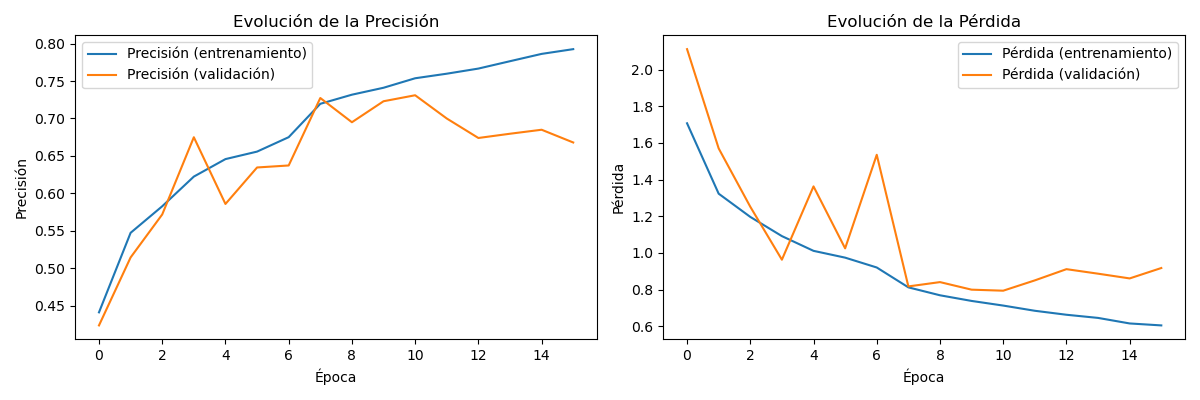 Evolución de la Precisión
Precisión (entrenamiento)
Precisión (validación)
Precisión
0.80
0.75
0.70
0.65
0.60
0.55
0.50
0.45
0 2 4 6 8 10 12 14
Época
Evolución de la Pérdida
Pérdida (entrenamiento)
Pérdida (validación)
Pérdida
2.0
1.8
1.6
1.4
1.2
1.0
0.8
0.6
0 2 4 6 8 10 12 14
Época